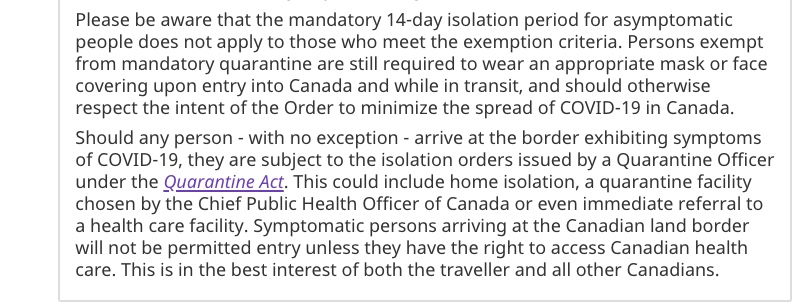 Please be aware that the mandatory 14-day isolation period for asymptomatic
people does not apply to those who meet the exemption criteria. Persons exempt
from mandatory quarantine are still required to wear an appropriate mask or face
covering upon entry into Canada and while in transit, and should otherwise
respect the intent of the Order to minimize the spread of COVID-19 in Canada.
Should any person - with no exception - arrive at the border exhibiting symptoms
of COVID-19, they are subject to the isolation orders issued by a Quarantine Officer
under the Quarantine Act. This could include home isolation, a quarantine facility
chosen by the Chief Public Health Officer of Canada or even immediate referral to
a health care facility. Symptomatic persons arriving at the Canadian land border
will not be permitted entry unless they have the right to access Canadian health
care. This is in the best interest of both the traveller and all other Canadians.